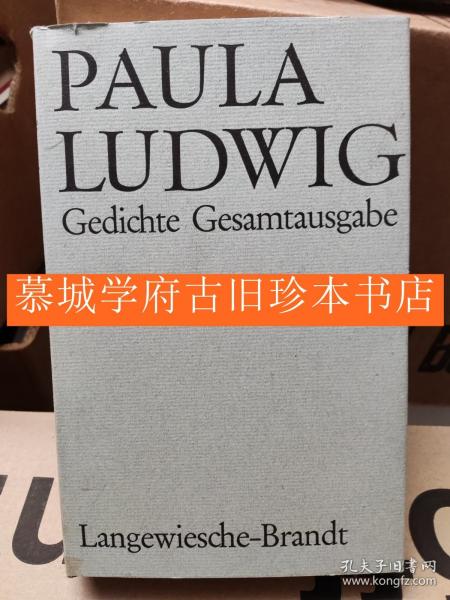 PAULA
LUDWIG
Gedichte Gesamtausgabe
慕城学府古旧珍本书店
Langewiesche-Brandt
孔夫子旧书网
www.kongfz.com